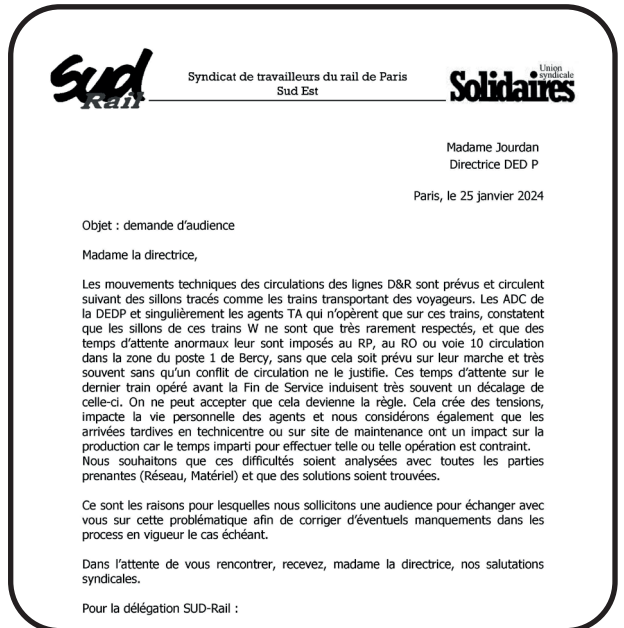 Sud
Rail
Syndicat de travailleurs du rail de Paris
Sud Est
Union
syndicale
Solidaires
Madame Jourdan
Directrice DED P
Paris, le 25 janvier 2024
Objet : demande d'audience
Madame la directrice,
Les mouvements techniques des circulations des lignes D&R sont prévus et circulent
suivant des sillons tracés comme les trains transportant des voyageurs. Les ADC de
la DEDP et singulièrement les agents TA qui n'opèrent que sur ces trains, constatent
que les sillons de ces trains W ne sont que très rarement respectés, et que des
temps d'attente anormaux leur sont imposés au RP, au RO ou voie 10 circulation
dans la zone du poste 1 de Bercy, sans que cela soit prévu sur leur marche et très
souvent sans qu'un conflit de circulation ne le justifie. Ces temps d'attente sur le
dernier train opéré avant la Fin de Service induisent très souvent un décalage de
celle-ci. On ne peut accepter que cela devienne la règle. Cela crée des tensions,
impacte la vie personnelle des agents et nous considérons également que les
arrivées tardives en technicentre ou sur site de maintenance ont un impact sur la
production car le temps imparti pour effectuer telle ou telle opération est contraint.
Nous souhaitons que ces difficultés soient analysées avec toutes les parties
prenantes (Réseau, Matériel) et que des solutions soient trouvées.
Ce sont les raisons pour lesquelles nous sollicitons une audience pour échanger avec
vous sur cette problématique afin de corriger d'éventuels manquements dans les
process en vigueur le cas échéant.
Dans l'attente de vous rencontrer, recevez, madame la directrice, nos salutations
syndicales.
Pour la délégation SUD-Rail :